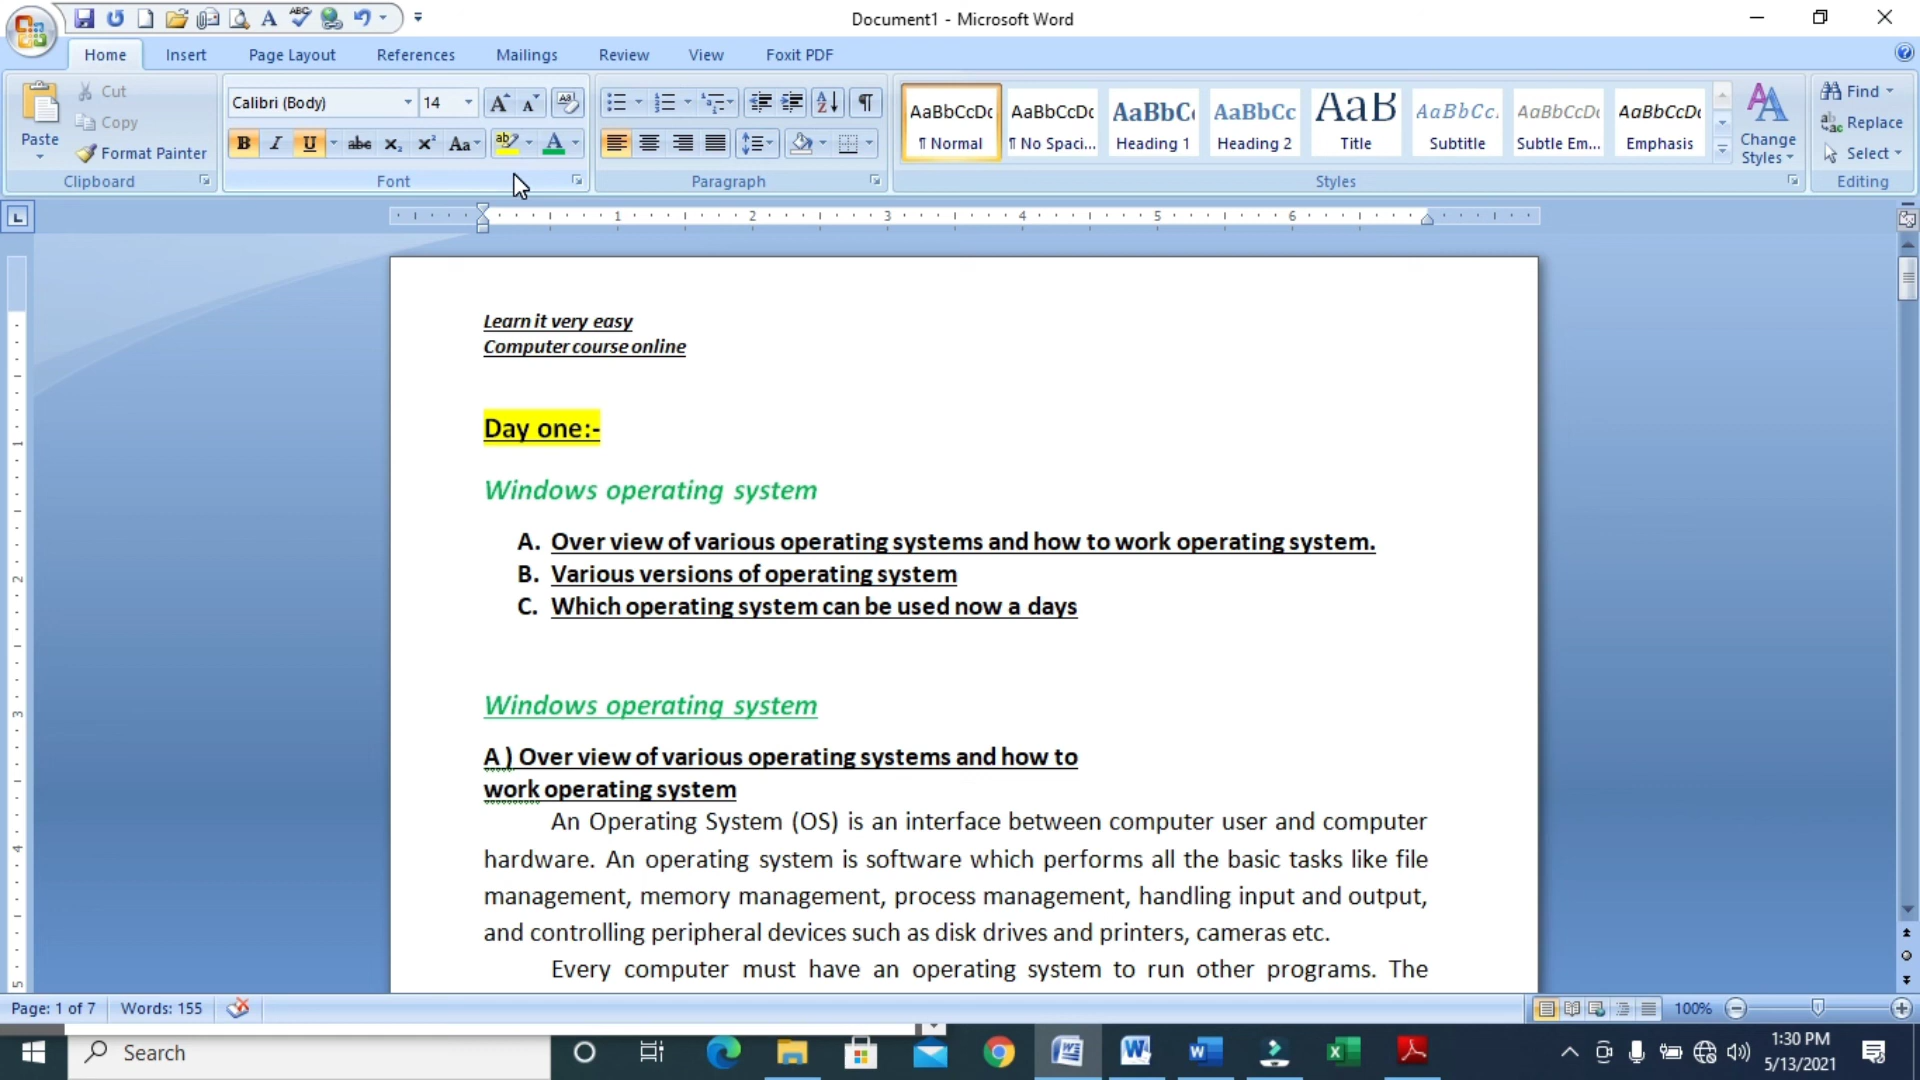 Document1 - Microsoft Word
Home Insert Page Layout References Mailings Review View Foxit PDF
Paste
Cut
Copy
Format Painter
Clipboard
Calibri (Body) 14
Font
Paragraph
AaBbCcDc AaBbCcDc AaBbC AaBbCc AaB AaBbCc. AaBbCcDc AaBbCcDc
¶ Normal ¶ No Spaci... Heading 1 Heading 2 Title Subtitle Subtle Em... Emphasis
Change
Styles
Styles
Find
Replace
Select
Editing
1 2 3 4 5 6
Learn it very easy
Computer course online
Day one:-
Windows operating system
A. Over view of various operating systems and how to work operating system.
B. Various versions of operating system
C. Which operating system can be used now a days
Windows operating system
A ) Over view of various operating systems and how to
work operating system
An Operating System (OS) is an interface between computer user and computer
hardware. An operating system is software which performs all the basic tasks like file
management, memory management, process management, handling input and output,
and controlling peripheral devices such as disk drives and printers, cameras etc.
Every computer must have an operating system to run other programs. The
Page: 1 of 7 Words: 155
100%
Search
1:30 PM
5/13/2021